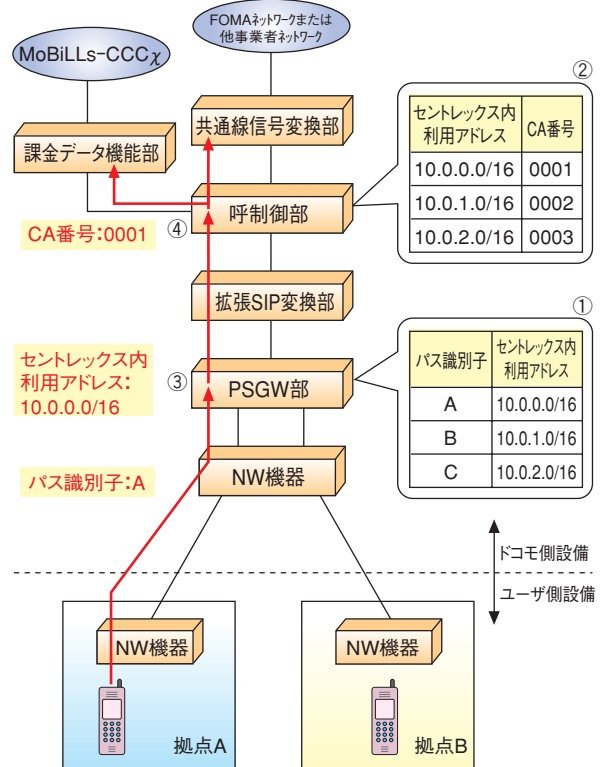 FOMAネットワークまたは
他事業者ネットワーク
MoBiLLs-CCCχ
共通線信号変換部
課金データ機能部
②
セントレックス内
利用アドレス
CA番号
10.0.0.0/16 0001
10.0.1.0/16 0002
10.0.2.0/16 0003
呼制御部
④
CA番号:0001
拡張SIP変換部
①
パス識別子
セントレックス内
利用アドレス
A 10.0.0.0/16
B 10.0.1.0/16
C 10.0.2.0/16
セントレックス内
利用アドレス:
10.0.0.0/16
③
PSGW部
パス識別子:A
NW機器
ドコモ側設備
ユーザ側設備
NW機器
拠点A
NW機器
拠点B